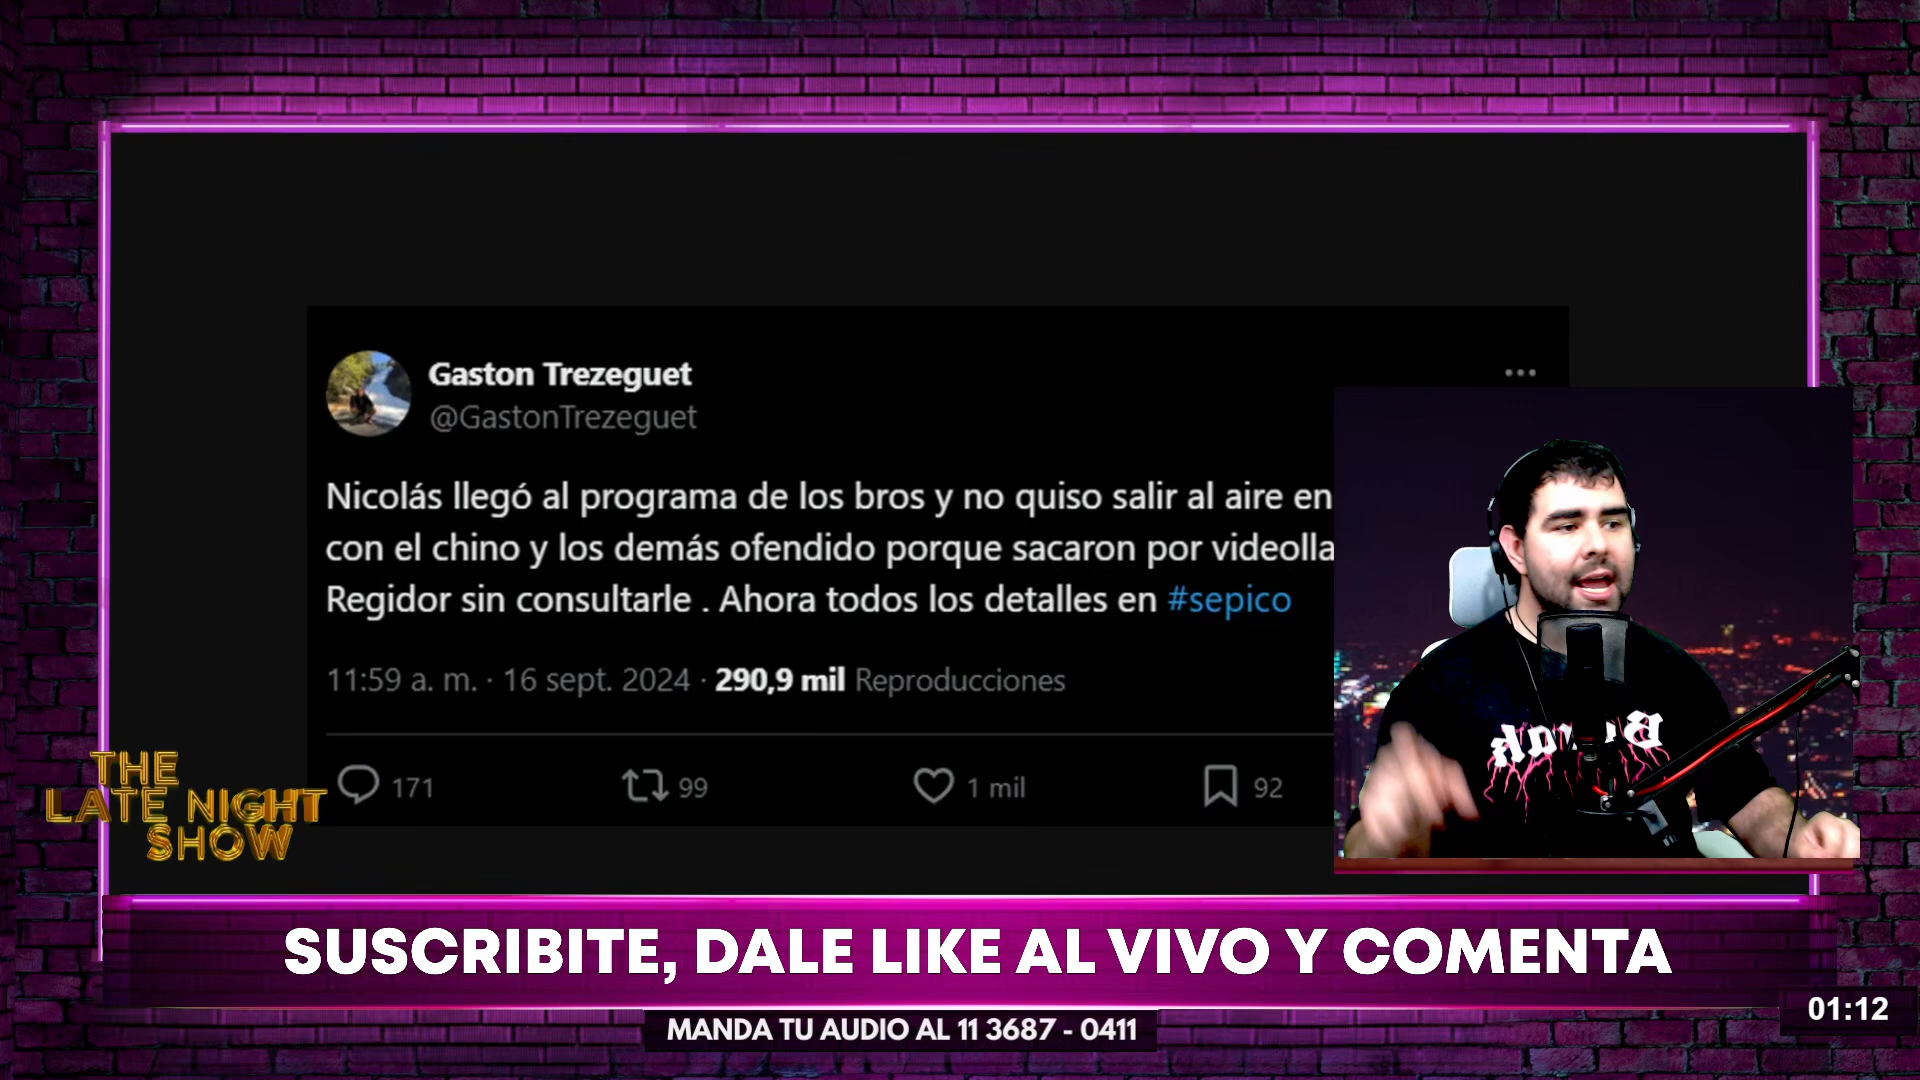 Gaston Trezeguet
@GastonTrezeguet
Nicolás llegó al programa de los bros y no quiso salir al aire en
con el chino y los demás ofendido porque sacaron por videolla
Regidor sin consultarle . Ahora todos los detalles en #sepico
11:59 a. m. · 16 sept. 2024 · 290,9 mil Reproducciones
171 99 1 mil 92
THE
LATE NIGHT
SHOW
SUSCRIBITE, DALE LIKE AL VIVO Y COMENTA
MANDA TU AUDIO AL 11 3687 - 0411
01:12